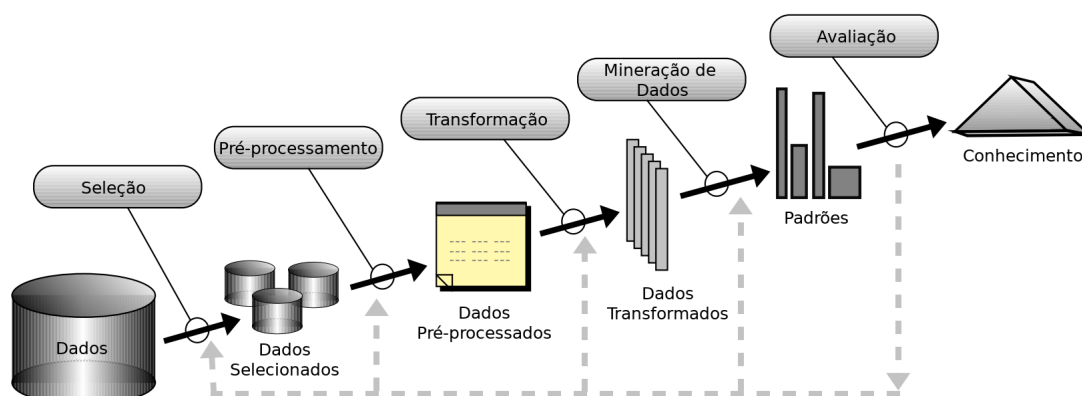 Avaliação
Mineração de
Dados
Transformação
Pré-processamento
Seleção
Conhecimento
Padrões
Dados
Transformados
Dados
Pré-processados
Dados
Selecionados
Dados